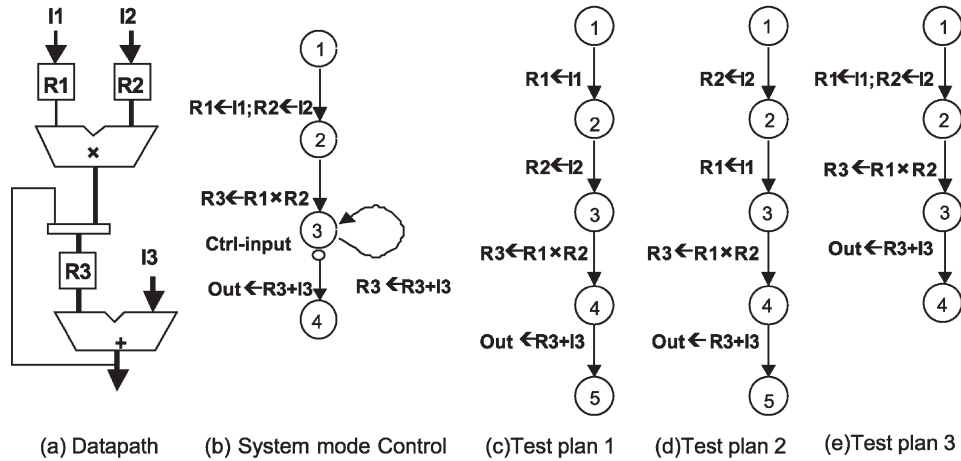 I1
I2
R1
R2
×
R3
I3
+
(a) Datapath
1
R1←I1;R2←I2
2
R3←R1×R2
3
Ctrl-input
Out←R3+I3
R3←R3+I3
4
(b) System mode Control
1
R1←I1
2
R2←I2
3
R3←R1×R2
4
Out←R3+I3
5
(c)Test plan 1
1
R2←I2
2
R1←I1
3
R3←R1×R2
4
Out← R3+I3
5
(d)Test plan 2
1
R1←I1;R2←I2
2
R3←R1×R2
3
Out←R3+I3
4
(e)Test plan 3